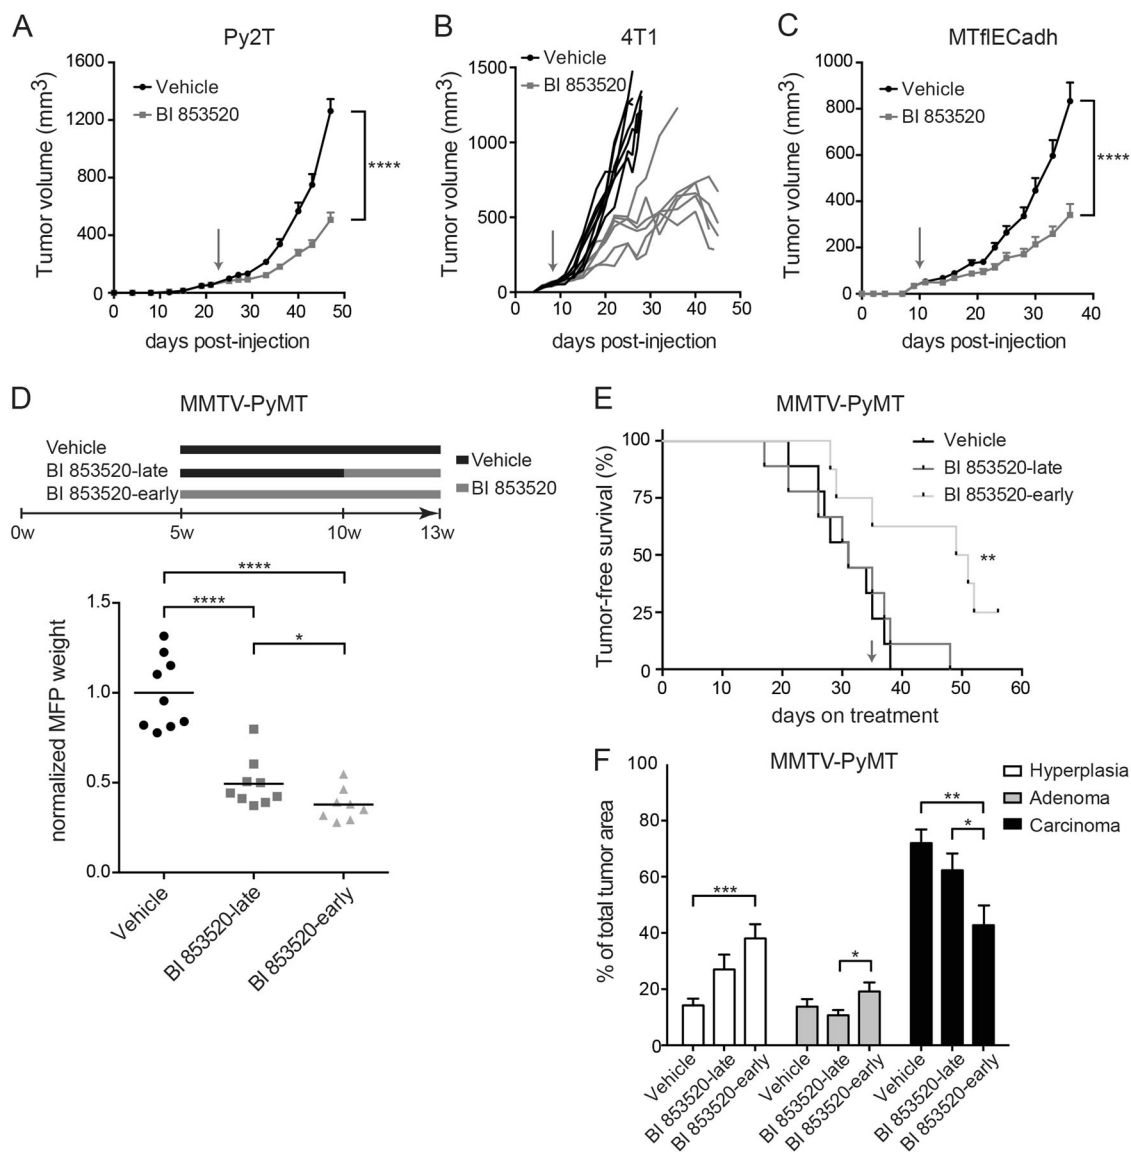 A
Py2T
Tumor volume (mm3)
1600
1200
800
400
0
Vehicle
BI 853520
****
0 10 20 30 40 50
days post-injection
B
4T1
Tumor volume (mm3)
1500
1000
500
0
Vehicle
BI 853520
0 10 20 30 40 50
days post-injection
C
MTflECadh
Tumor volume (mm3)
1000
800
600
400
200
0
Vehicle
BI 853520
****
0 10 20 30 40
days post-injection
D
MMTV-PyMT
Vehicle
BI 853520-late
BI 853520-early
Vehicle
BI 853520
0w 5w 10w 13w
****
****
*
normalized MFP weight
1.5
1.0
0.5
0.0
Vehicle
BI 853520-late
BI 853520-early
E
MMTV-PyMT
Tumor-free survival (%)
100
75
50
25
0
Vehicle
BI 853520-late
BI 853520-early
**
0 10 20 30 40 50 60
days on treatment
F
MMTV-PyMT
% of total tumor area
100
80
60
40
20
0
Hyperplasia
Adenoma
Carcinoma
***
*
**
*
Vehicle
BI 853520-late
BI 853520-early
Vehicle
BI 853520-late
BI 853520-early
Vehicle
BI 853520-late
BI 853520-early